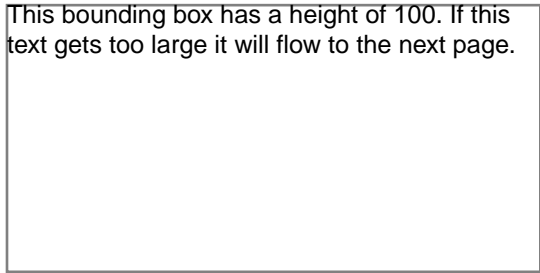 This bounding box has a height of 100. If this
text gets too large it will flow to the next page.